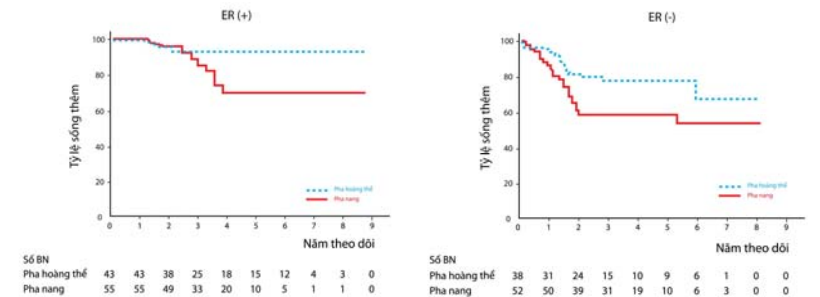 ER (+)
Tỷ lệ sống thêm
100
80
60
40
20
0
0 1 2 3 4 5 6 7 8 9
Pha hoàng thể
Pha nang
Năm theo dõi
Số BN
Pha hoàng thể 43 43 38 25 18 15 12 4 3 0
Pha nang 55 55 49 33 20 10 5 1 1 0
ER (-)
Tỷ lệ sống thêm
100
80
60
40
20
0
0 1 2 3 4 5 6 7 8 9
Pha hoàng thể
Pha nang
Năm theo dõi
Số BN
Pha hoàng thể 38 31 24 15 10 9 6 1 0 0
Pha nang 52 50 39 31 19 10 6 3 0 0